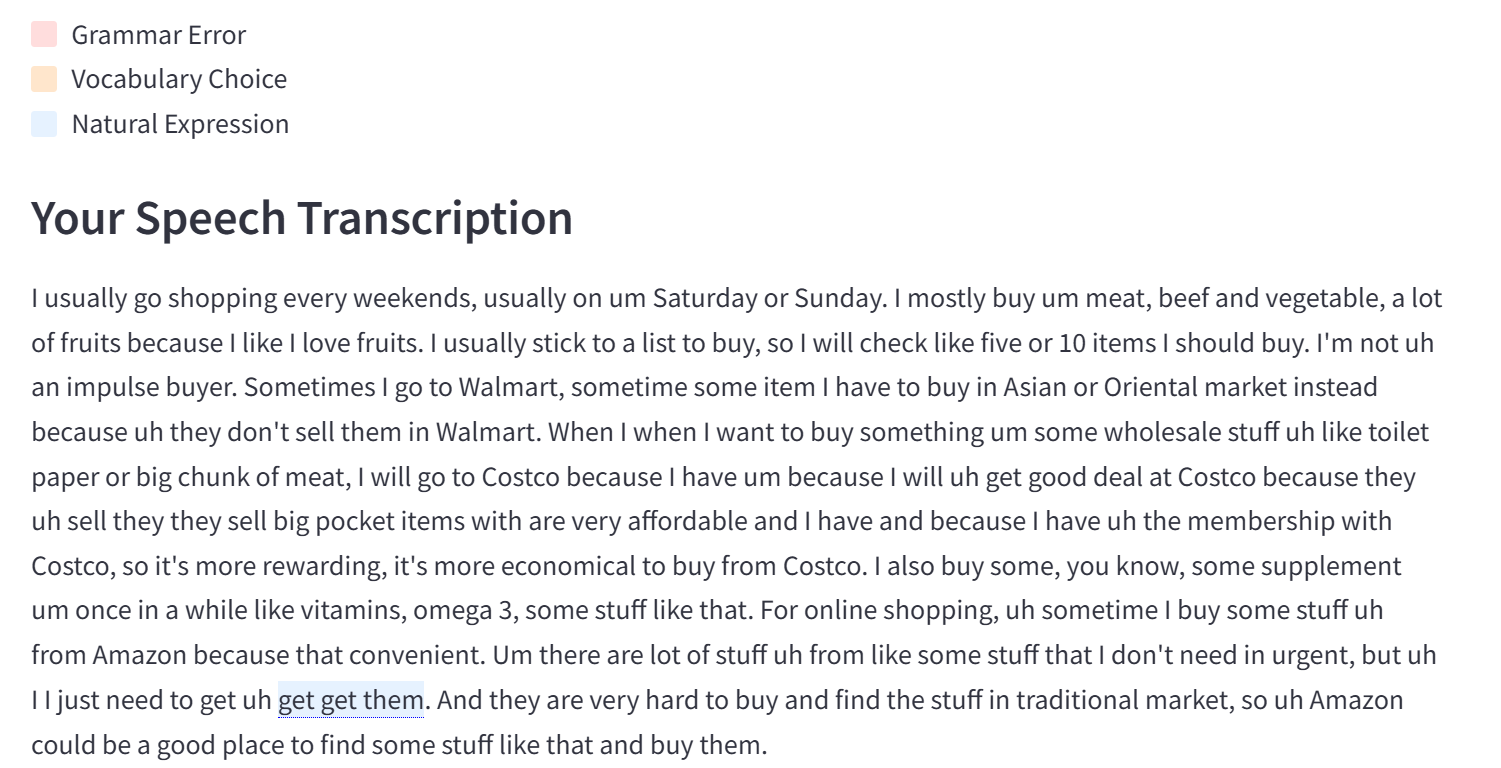 Grammar Error
Vocabulary Choice
Natural Expression
Your Speech Transcription
I usually go shopping every weekends, usually on um Saturday or Sunday. I mostly buy um meat, beef and vegetable, a lot
of fruits because I like I love fruits. I usually stick to a list to buy, so I will check like five or 10 items I should buy. I'm not uh
an impulse buyer. Sometimes I go to Walmart, sometime some item I have to buy in Asian or Oriental market instead
because uh they don't sell them in Walmart. When I when I want to buy something um some wholesale stuff uh like toilet
paper or big chunk of meat, I will go to Costco because I have um because I will uh get good deal at Costco because they
uh sell they they sell big pocket items with are very affordable and I have and because I have uh the membership with
Costco, so it's more rewarding, it's more economical to buy from Costco. I also buy some, you know, some supplement
um once in a while like vitamins, omega 3, some stuff like that. For online shopping, uh sometime I buy some stuff uh
from Amazon because that convenient. Um there are lot of stuff uh from like some stuff that I don't need in urgent, but uh
I I just need to get uh get get them. And they are very hard to buy and find the stuff in traditional market, so uh Amazon
could be a good place to find some stuff like that and buy them.